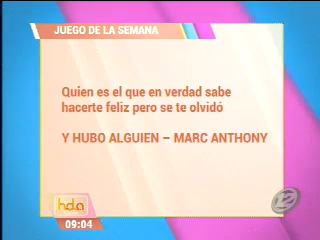 JUEGO DE LA SEMANA
Quien es el que en verdad sabe
hacerte feliz pero se te olvidó
Y HUBO ALGUIEN – MARC ANTHONY
hda
09:04
12